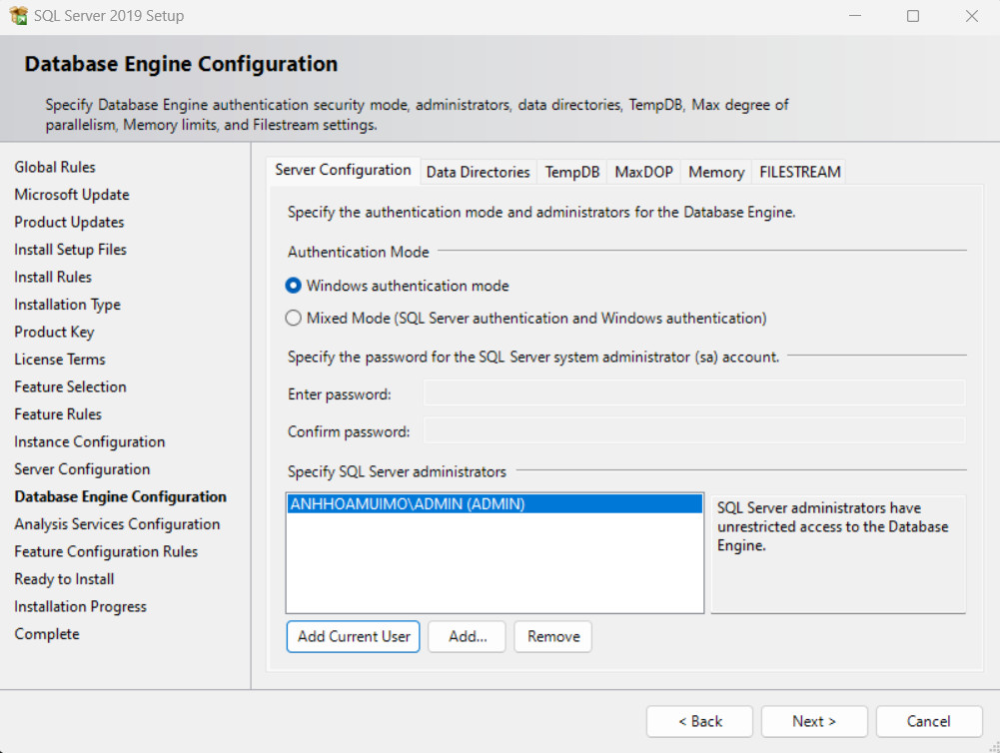 SQL Server 2019 Setup
Database Engine Configuration
Specify Database Engine authentication security mode, administrators, data directories, TempDB, Max degree of
parallelism, Memory limits, and Filestream settings.
Global Rules
Microsoft Update
Product Updates
Install Setup Files
Install Rules
Installation Type
Product Key
License Terms
Feature Selection
Feature Rules
Instance Configuration
Server Configuration
Database Engine Configuration
Analysis Services Configuration
Feature Configuration Rules
Ready to Install
Installation Progress
Complete
Server Configuration Data Directories TempDB MaxDOP Memory FILESTREAM
Specify the authentication mode and administrators for the Database Engine.
Authentication Mode
Windows authentication mode
Mixed Mode (SQL Server authentication and Windows authentication)
Specify the password for the SQL Server system administrator (sa) account.
Enter password:
Confirm password:
Specify SQL Server administrators
ANHHOAMUIMO\ADMIN (ADMIN)
SQL Server administrators have
unrestricted access to the Database
Engine.
Add Current User Add... Remove
< Back Next > Cancel